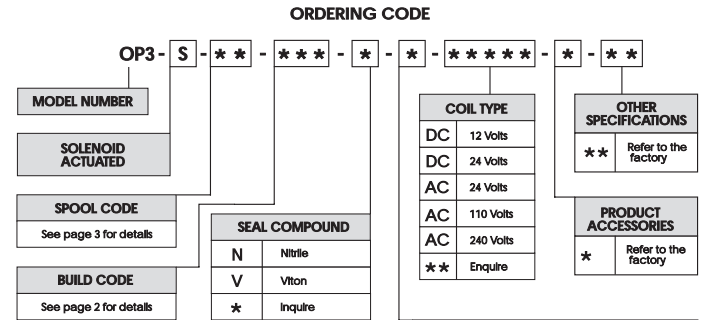 ORDERING CODE
OP3 - S - ** - *** - * - * - ***** - * - **
MODEL NUMBER
SOLENOID
ACTUATED
SPOOL CODE
See page 3 for details
BUILD CODE
See page 2 for details
SEAL COMPOUND
N Nitrile
V Viton
* Inquire
COIL TYPE
DC 12 Volts
DC 24 Volts
AC 24 Volts
AC 110 Volts
AC 240 Volts
** Enquire
OTHER
SPECIFICATIONS
** Refer to the
factory
PRODUCT
ACCESSORIES
* Refer to the
factory